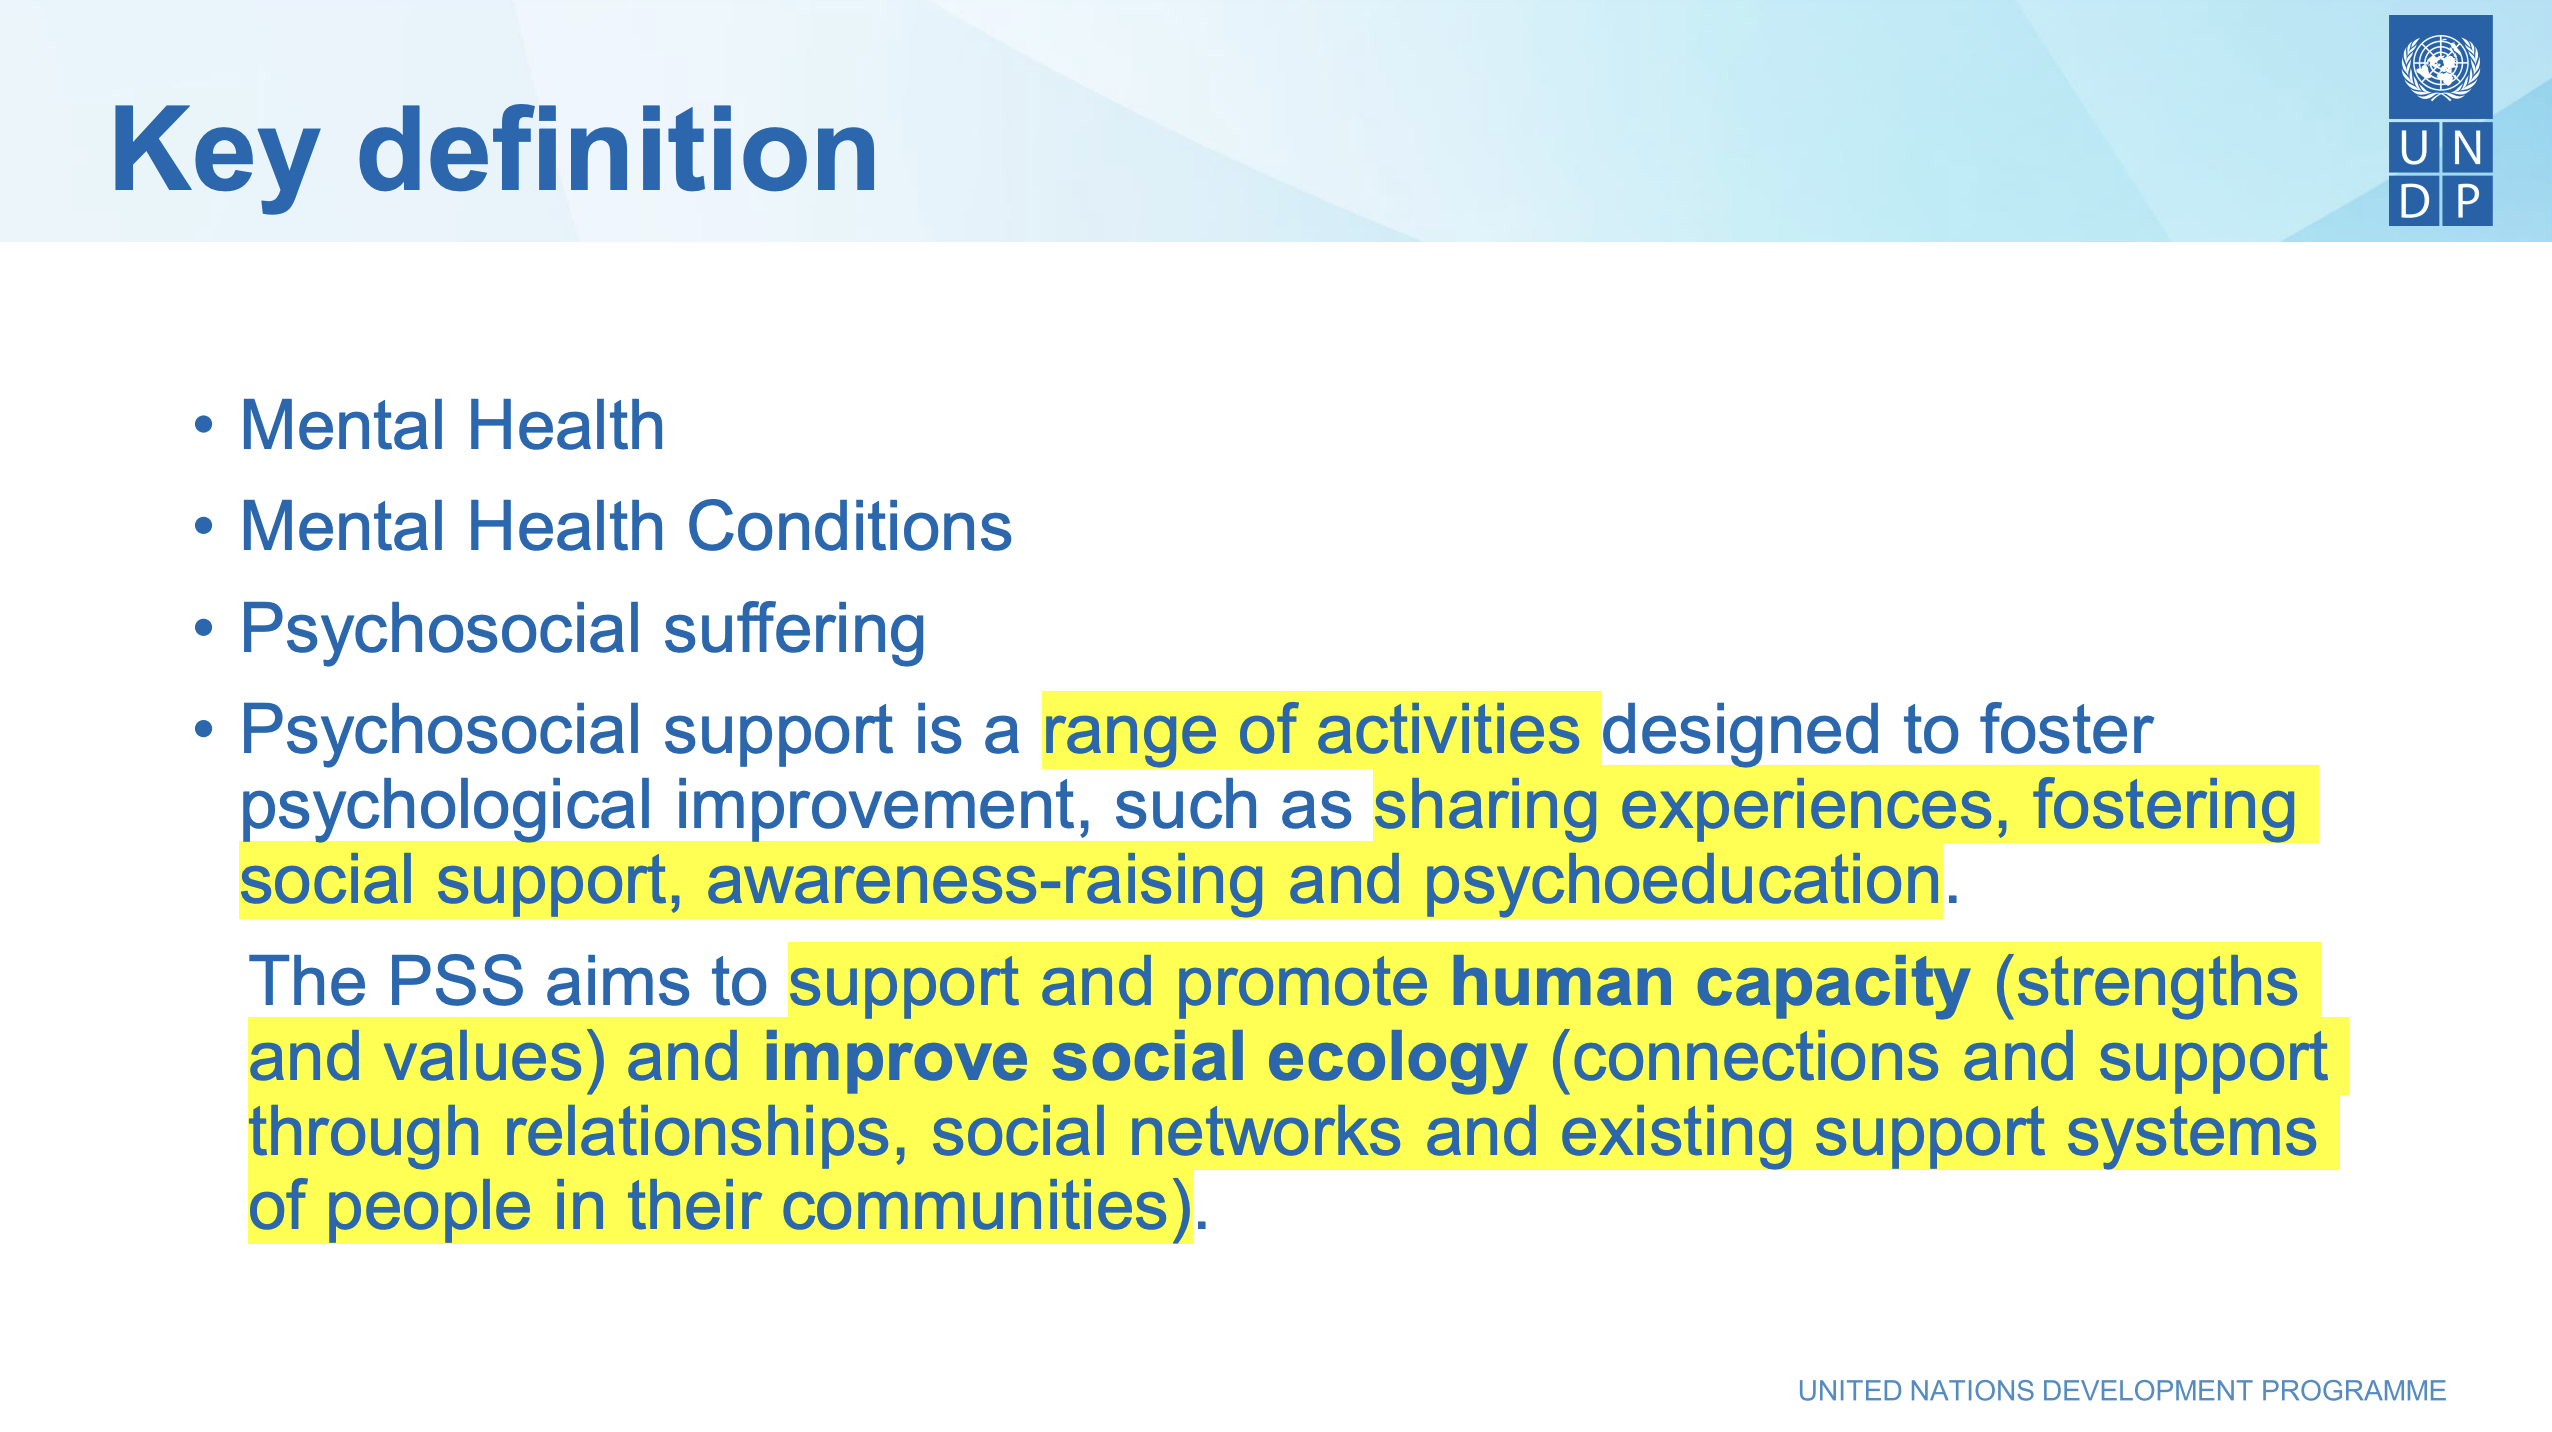 Key definition
UN
DP
• Mental Health
• Mental Health Conditions
• Psychosocial suffering
• Psychosocial support is a range of activities designed to foster
psychological improvement, such as sharing experiences, fostering
social support, awareness-raising and psychoeducation.
The PSS aims to support and promote human capacity (strengths
and values) and improve social ecology (connections and support
through relationships, social networks and existing support systems
of people in their communities).
UNITED NATIONS DEVELOPMENT PROGRAMME